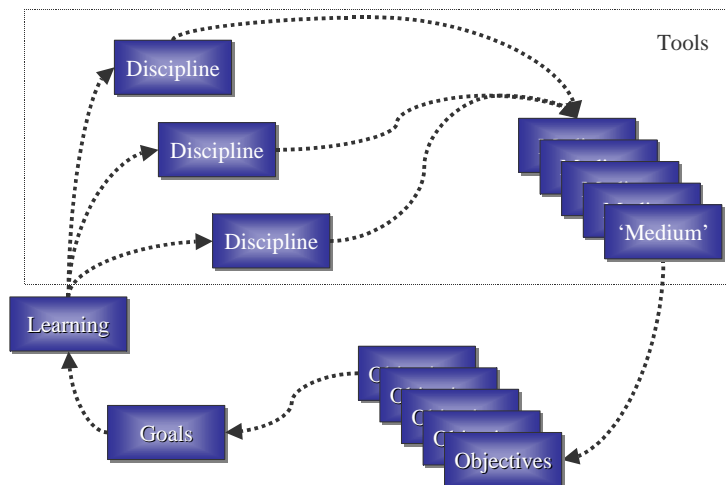 Tools
Discipline
Discipline
Discipline
‘Medium’
Learning
Goals
Objectives